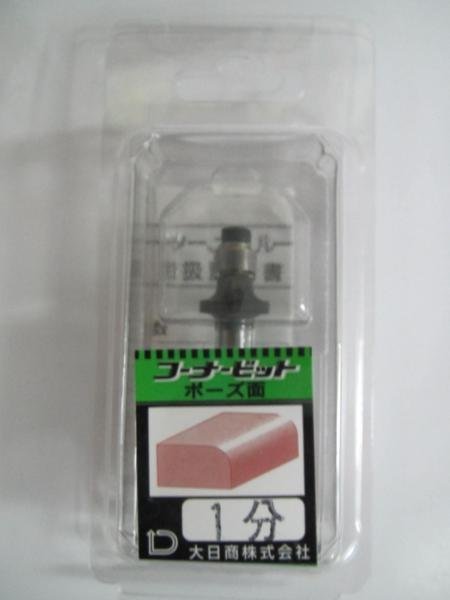 コーナービット
ボーズ面
1分
大日商株式会社